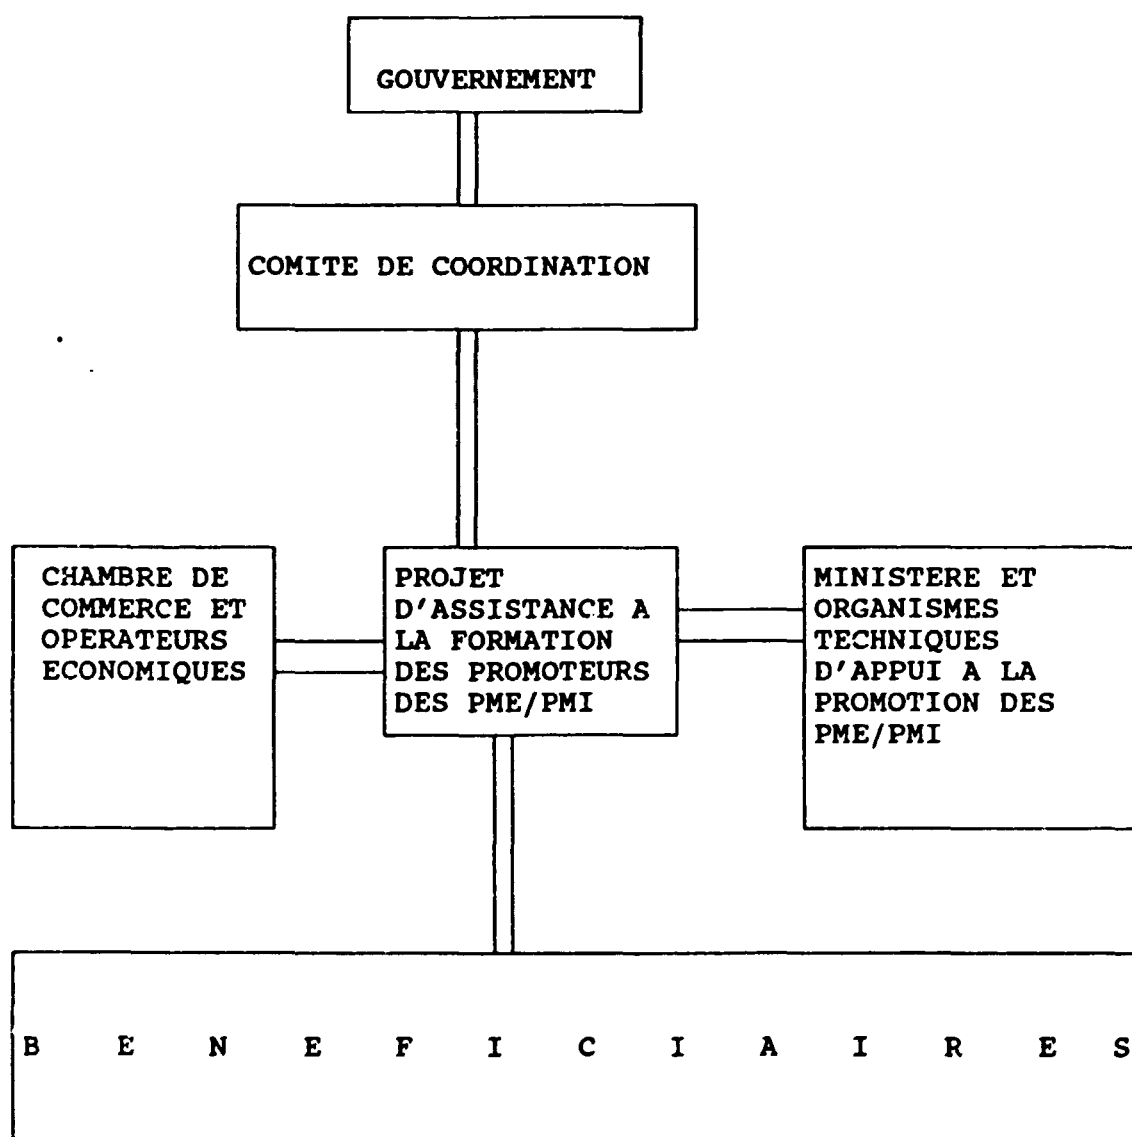 GOUVERNEMENT
COMITE DE COORDINATION
CHAMBRE DE
COMMERCE ET
OPERATEURS
ECONOMIQUES
PROJET
D'ASSISTANCE A
LA FORMATION
DES PROMOTEURS
DES PME/PMI
MINISTERE ET
ORGANISMES
TECHNIQUES
D'APPUI A LA
PROMOTION DES
PME/PMI
B E N E F I C I A I R E S